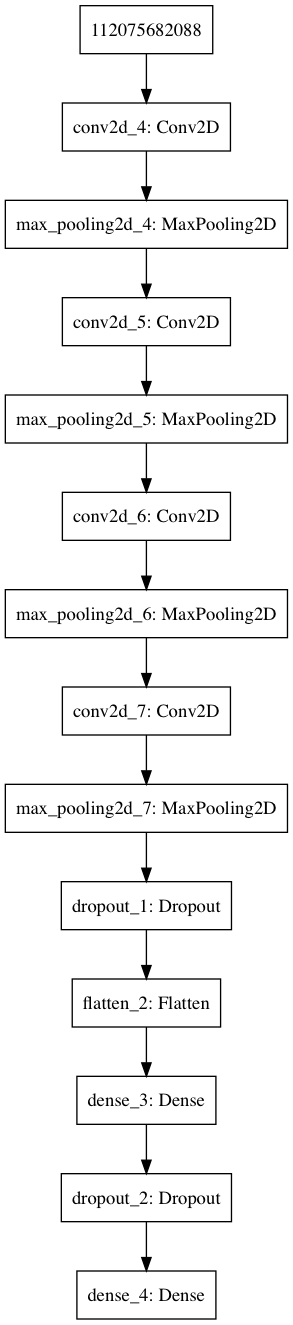 112075682088
conv2d_4: Conv2D
max_pooling2d_4: MaxPooling2D
conv2d_5: Conv2D
max_pooling2d_5: MaxPooling2D
conv2d_6: Conv2D
max_pooling2d_6: MaxPooling2D
conv2d_7: Conv2D
max_pooling2d_7: MaxPooling2D
dropout_1: Dropout
flatten_2: Flatten
dense_3: Dense
dropout_2: Dropout
dense_4: Dense